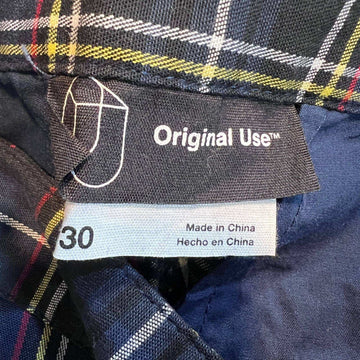 Original Use™
30
Made in China
Hecho en China